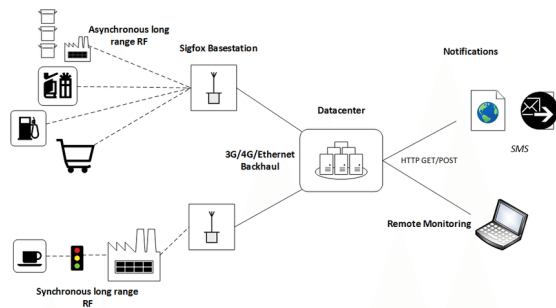 Asynchronous long
range RF
Sigfox Basestation
Notifications
Datacenter
3G/4G/Ethernet
Backhaul
HTTP GET/POST
SMS
Remote Monitoring
Synchronous long range
RF